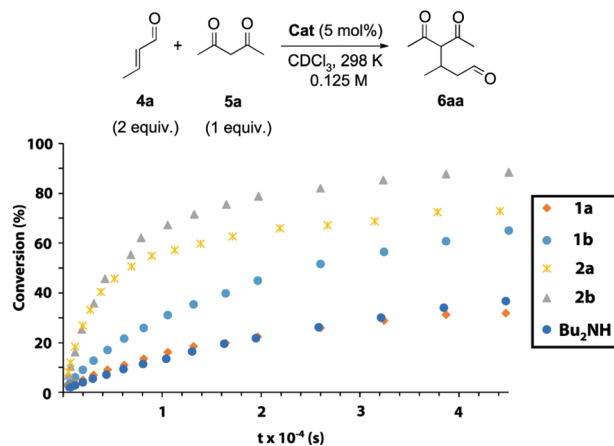 O
O O
Cat (5 mol%)
O O
+
CDCl₃, 298 K
0.125 M
O
4a 5a 6aa
(2 equiv.) (1 equiv.)
100
80
60
40
20
0
Conversion (%)
1 2 3 4
t x 10⁻⁴ (s)
1a
1b
2a
2b
Bu₂NH